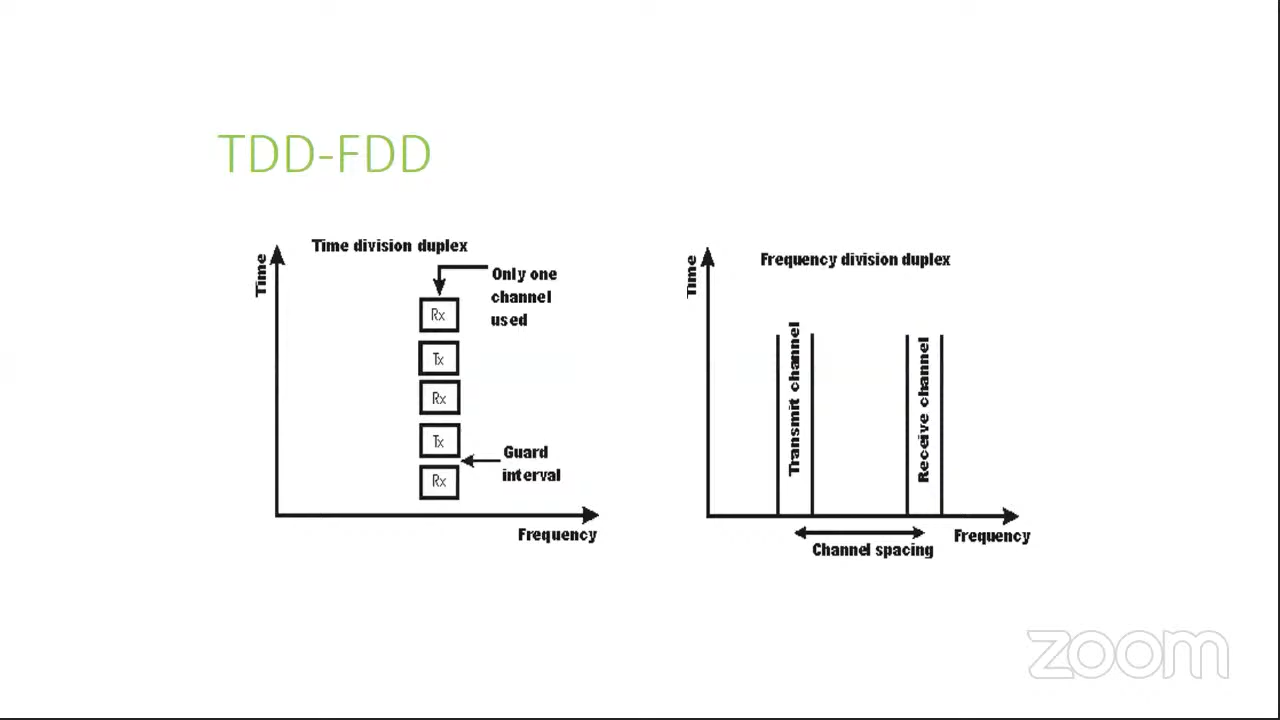 TDD-FDD
Time division duplex
Time
Only one
channel
used
Rx
Tx
Rx
Tx
Rx
Guard
interval
Frequency
Frequency division duplex
Time
Transmit channel
Receive channel
Channel spacing
Frequency
zoom